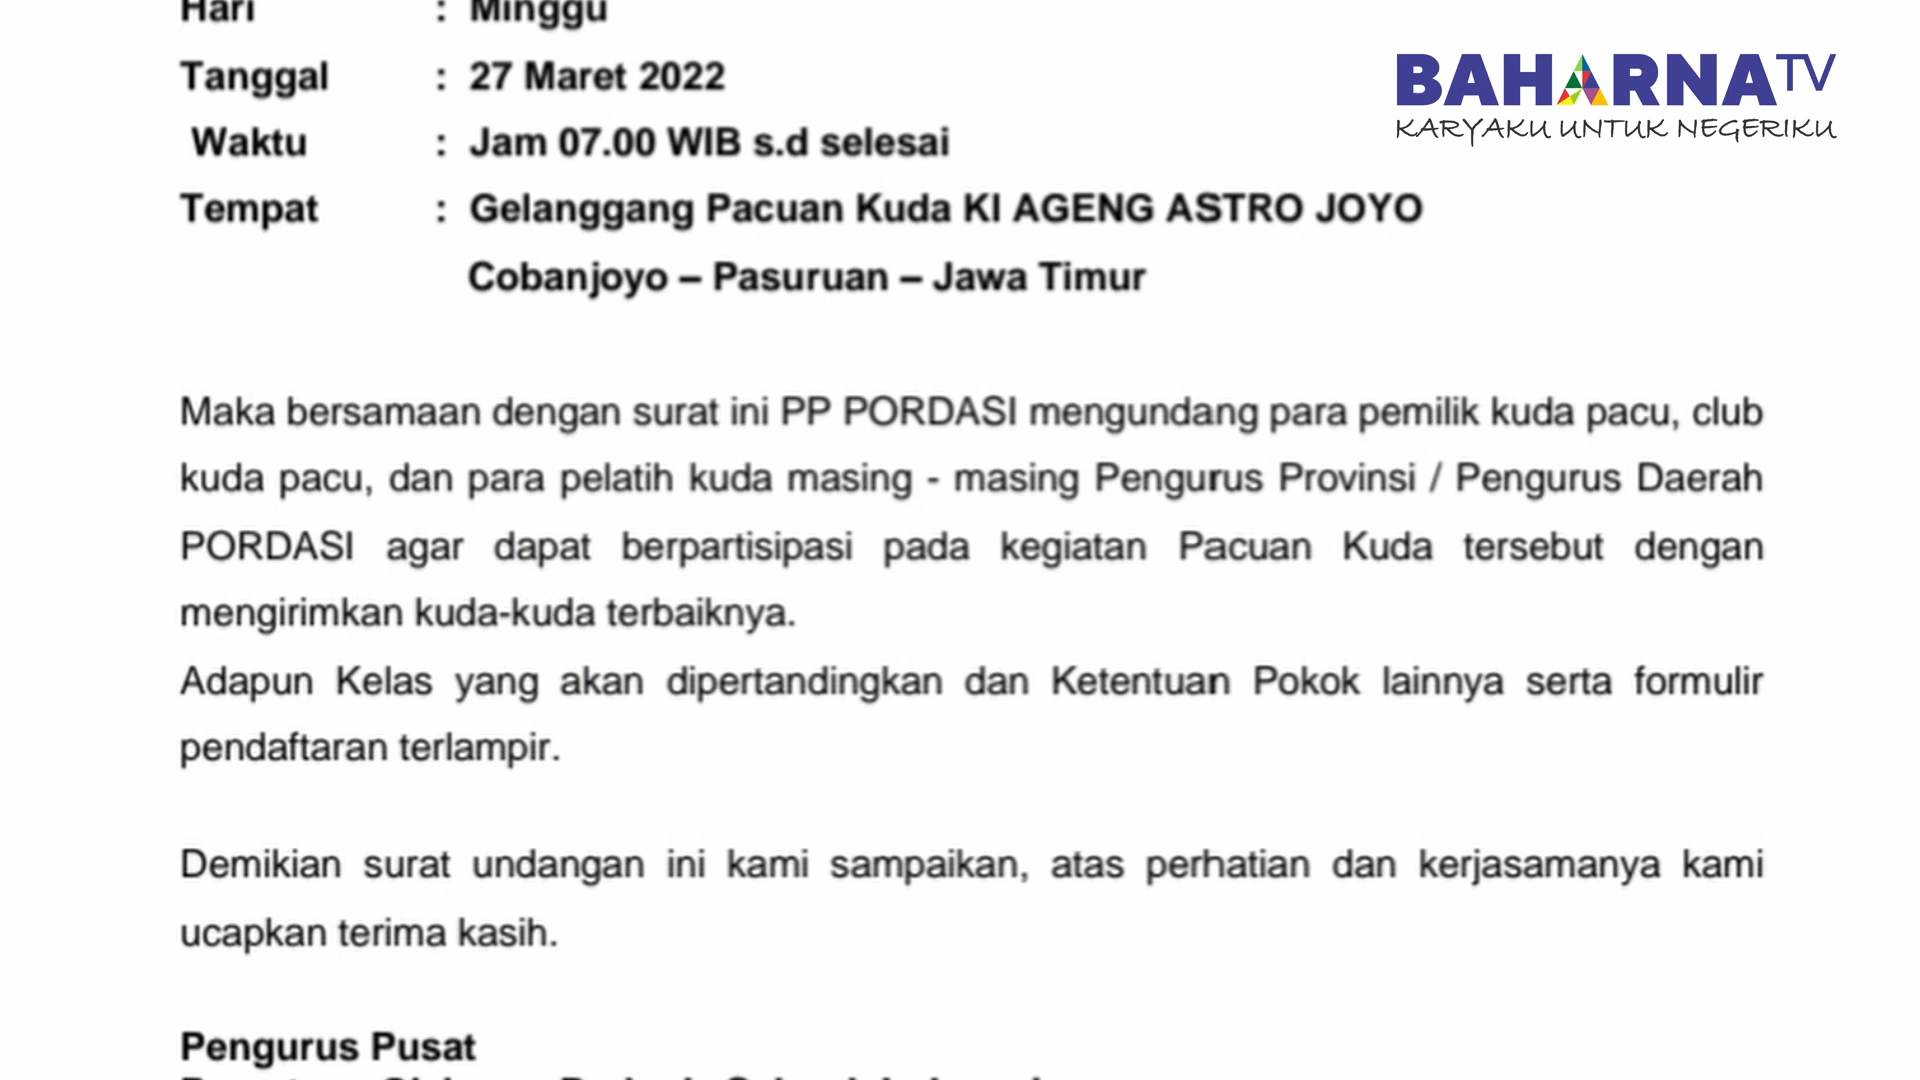 Hari : Minggu
BAHARNATV
KARYAKU UNTUK NEGERIKU
Tanggal : 27 Maret 2022
Waktu : Jam 07.00 WIB s.d selesai
Tempat : Gelanggang Pacuan Kuda KI AGENG ASTRO JOYO
Cobanjoyo – Pasuruan – Jawa Timur
Maka bersamaan dengan surat ini PP PORDASI mengundang para pemilik kuda pacu, club
kuda pacu, dan para pelatih kuda masing - masing Pengurus Provinsi / Pengurus Daerah
PORDASI agar dapat berpartisipasi pada kegiatan Pacuan Kuda tersebut dengan
mengirimkan kuda-kuda terbaiknya.
Adapun Kelas yang akan dipertandingkan dan Ketentuan Pokok lainnya serta formulir
pendaftaran terlampir.
Demikian surat undangan ini kami sampaikan, atas perhatian dan kerjasamanya kami
ucapkan terima kasih.
Pengurus Pusat